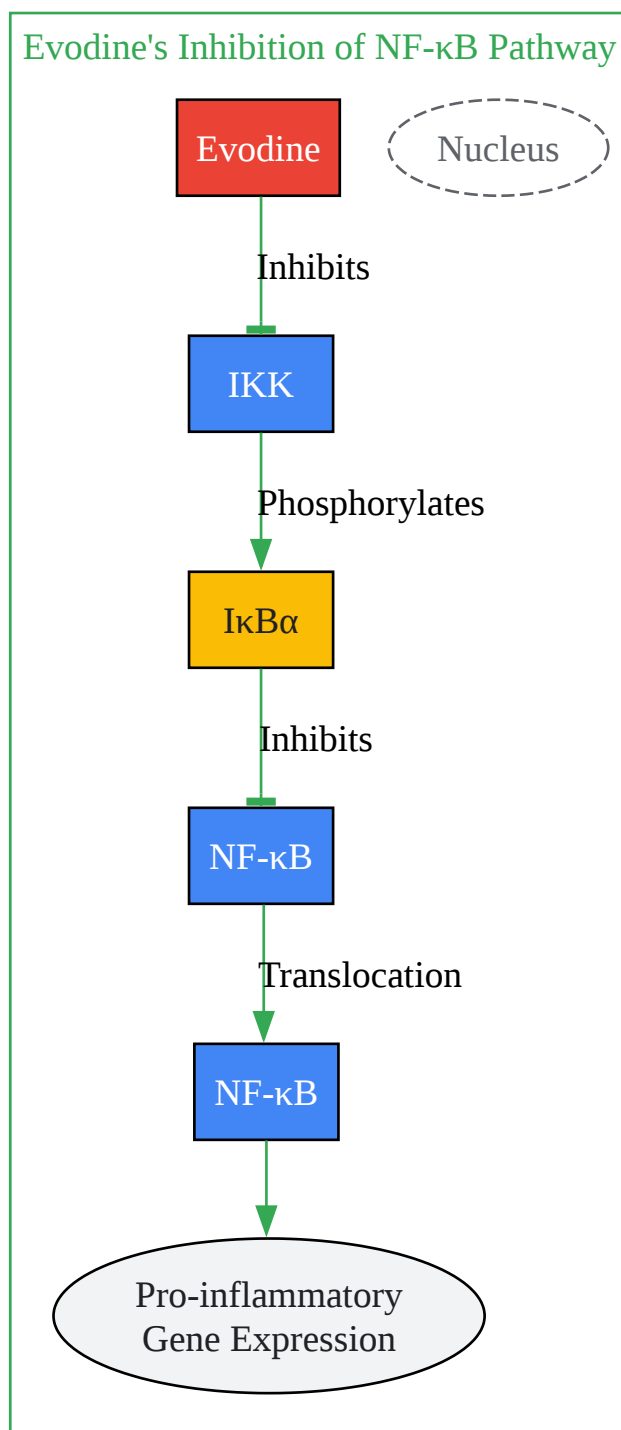 Evodine's Inhibition of NF-κB Pathway
Evodine
Nucleus
Inhibits
IKK
Phosphorylates
IκBα
Inhibits
NF-κB
Translocation
NF-κB
Pro-inflammatory
Gene Expression